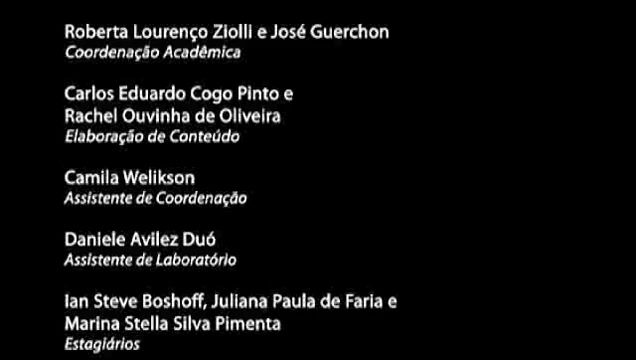 Roberta Lourenço Ziolli e José Guerchon
Coordenação Acadêmica
Carlos Eduardo Cogo Pinto e
Rachel Ouvinha de Oliveira
Elaboração de Conteúdo
Camila Welikson
Assistente de Coordenação
Daniele Avilez Duó
Assistente de Laboratório
Ian Steve Boshoff, Juliana Paula de Faria e
Marina Stella Silva Pimenta
Estagiários